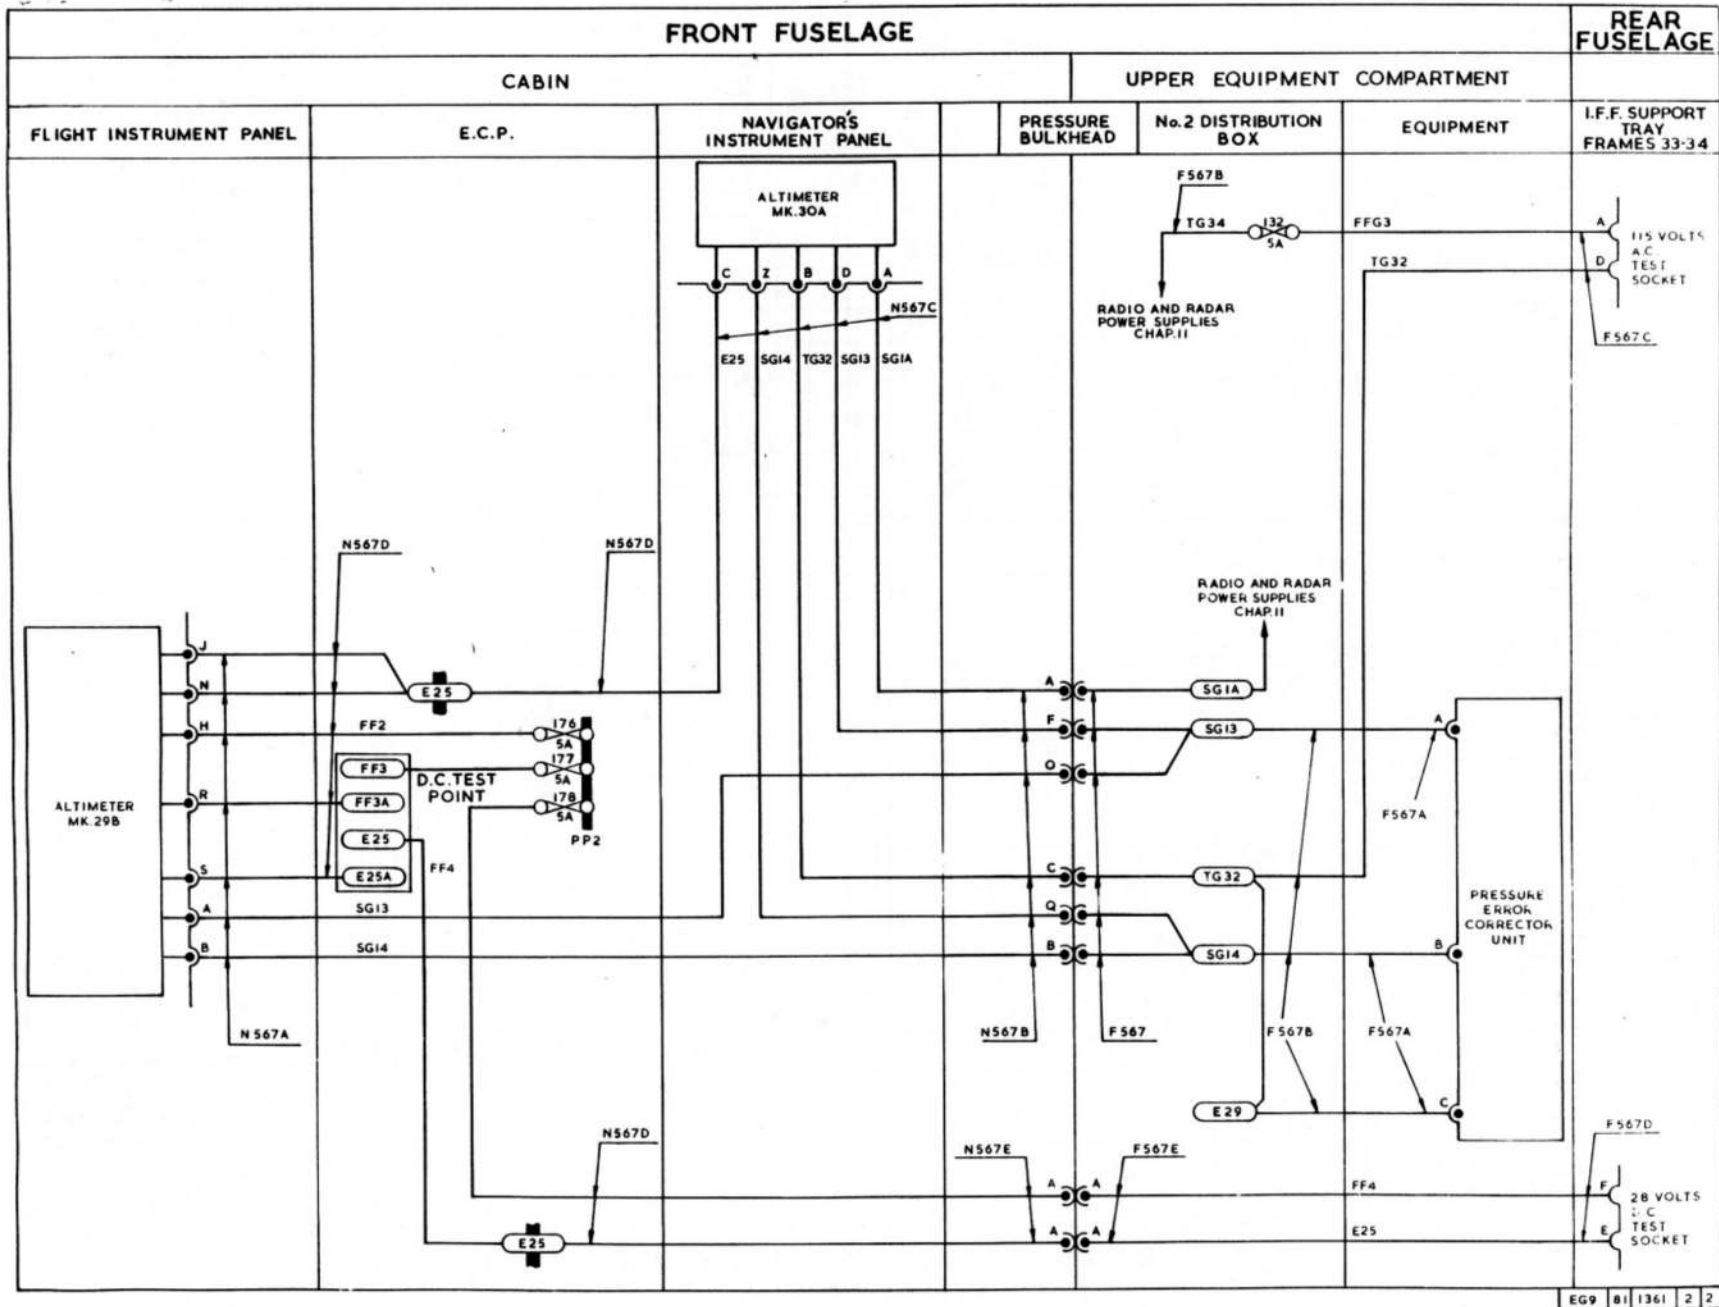 FRONT FUSELAGE
REAR
FUSELAGE
CABIN
UPPER EQUIPMENT COMPARTMENT
FLIGHT INSTRUMENT PANEL
E.C.P.
NAVIGATOR'S
INSTRUMENT PANEL
PRESSURE
BULKHEAD
No.2 DISTRIBUTION
BOX
EQUIPMENT
I.F.F. SUPPORT
TRAY
FRAMES 33-34
ALTIMETER
MK.30A
C Z B D A
N567C
E25 SG14 TG32 SG13 SG1A
F567B
TG34
132
5A
FFG3
A
TG32
D
115 VOLTS
A.C.
TEST
SOCKET
F567C
RADIO AND RADAR
POWER SUPPLIES
CHAP.11
N567D
N567D
RADIO AND RADAR
POWER SUPPLIES
CHAP.11
ALTIMETER
MK.29B
J
N
H
R
S
A
B
E25
FF2
176
5A
FF3
D.C. TEST
POINT
177
5A
FF3A
178
5A
PP2
E25
FF4
E25A
SG13
SG14
N567A
A
F
O
C
Q
B
SG1A
SG13
TG32
SG14
E29
N567B
F567
F567B
F567A
F567A
A
B
C
PRESSURE
ERROR
CORRECTOR
UNIT
N567D
E25
N567E
F567E
A A
A A
FF4
E25
F567D
F
E
28 VOLTS
D.C
TEST
SOCKET
EG9 81 1361 2 2